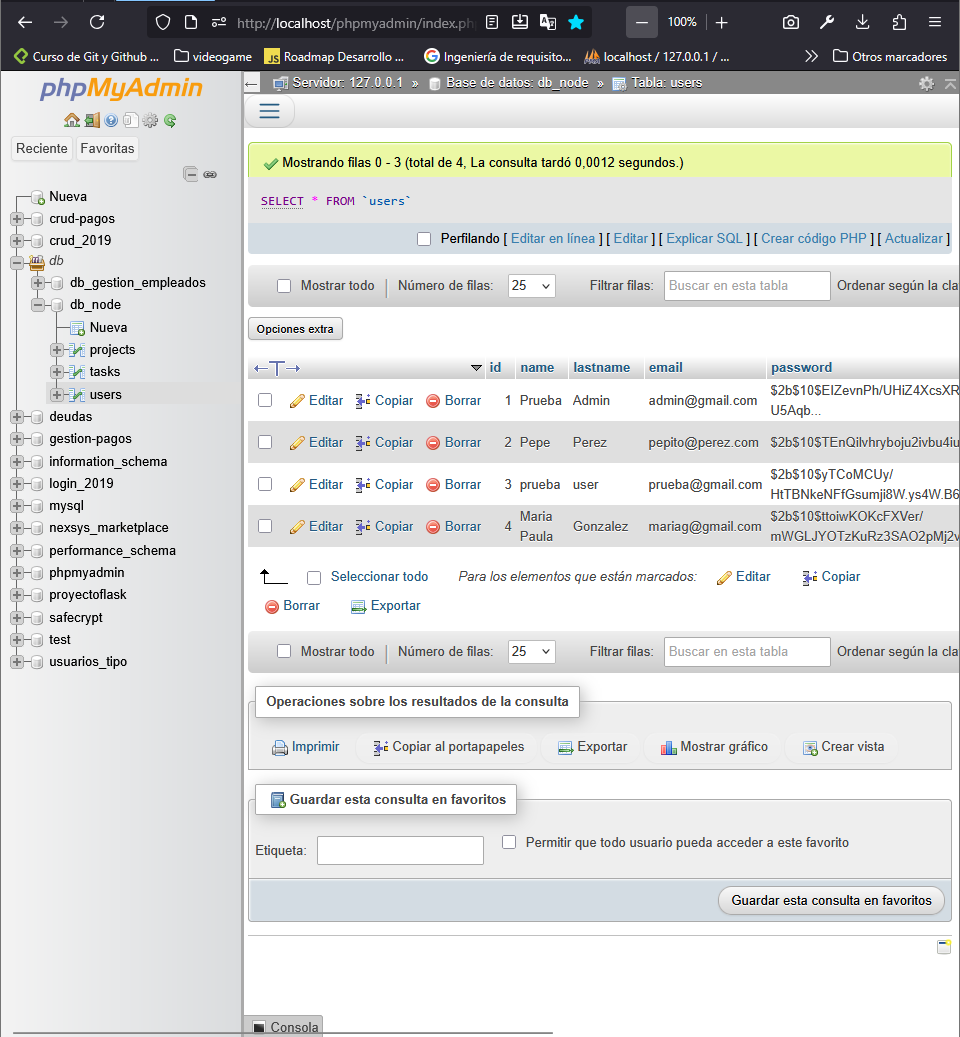 http://localhost/phpmyadmin/index.ph
100%
Curso de Git y Github ...
videogame
JS Roadmap Desarrollo ...
Ingeniería de requisito...
localhost / 127.0.0.1 / ...
Otros marcadores
phpMyAdmin
Reciente
Favoritas
Nueva
crud-pagos
crud_2019
db
db_gestion_empleados
db_node
Nueva
projects
tasks
users
deudas
gestion-pagos
information_schema
login_2019
mysql
nexsys_marketplace
performance_schema
phpmyadmin
proyectoflask
safecrypt
test
usuarios_tipo
Servidor: 127.0.0.1 » Base de datos: db_node » Tabla: users
Mostrando filas 0 - 3 (total de 4, La consulta tardó 0,0012 segundos.)
SELECT * FROM `users`
Perfilando [ Editar en línea ] [ Editar ] [ Explicar SQL ] [ Crear código PHP ] [ Actualizar ]
Mostrar todo | Número de filas: 25 Filtrar filas: Buscar en esta tabla Ordenar según la cla
Opciones extra
←T→ id name lastname email password
Editar Copiar Borrar 1 Prueba Admin admin@gmail.com $2b$10$EIZevnPh/UHiZ4XcsXR
U5Aqb...
Editar Copiar Borrar 2 Pepe Perez pepito@perez.com $2b$10$TEnQilvhryboju2ivbu4iu
Editar Copiar Borrar 3 prueba user prueba@gmail.com $2b$10$yTCoMCUy/
HtTBNkeNFfGsumji8W.ys4W.B6
Editar Copiar Borrar 4 Maria Paula Gonzalez mariag@gmail.com $2b$10$ttoiwKOKcFXVer/
mWGLJYOTzKuRz3SAO2pMj2v
Seleccionar todo Para los elementos que están marcados: Editar Copiar
Borrar Exportar
Mostrar todo | Número de filas: 25 Filtrar filas: Buscar en esta tabla Ordenar según la cla
Operaciones sobre los resultados de la consulta
Imprimir Copiar al portapapeles Exportar Mostrar gráfico Crear vista
Guardar esta consulta en favoritos
Etiqueta: Permitir que todo usuario pueda acceder a este favorito
Guardar esta consulta en favoritos
Consola